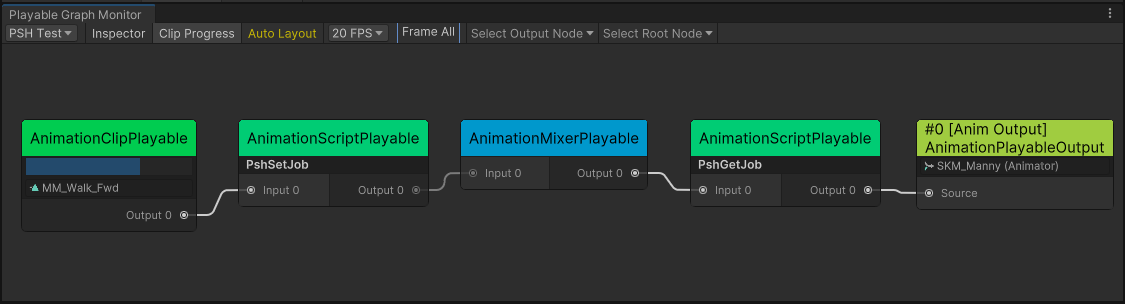 Playable Graph Monitor
PSH Test Inspector Clip Progress Auto Layout 20 FPS Frame All Select Output Node Select Root Node
AnimationClipPlayable
MM_Walk_Fwd
Output 0
AnimationScriptPlayable
PshSetJob
Input 0 Output 0
AnimationMixerPlayable
Input 0 Output 0
AnimationScriptPlayable
PshGetJob
Input 0 Output 0
#0 [Anim Output]
AnimationPlayableOutput
SKM_Manny (Animator)
Source